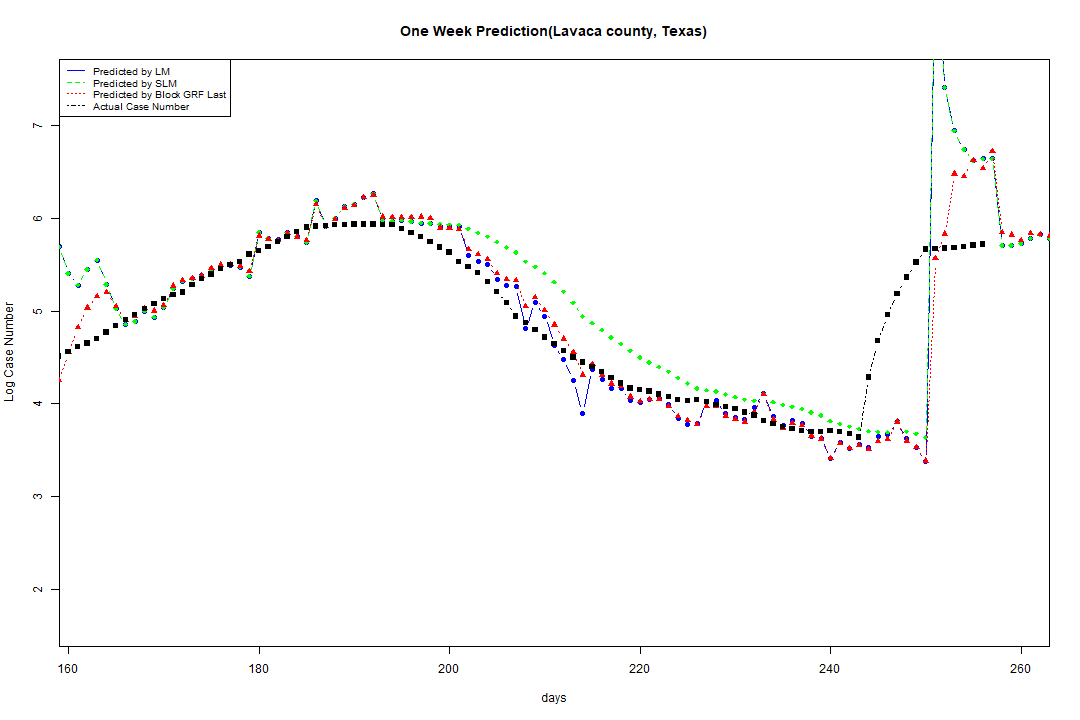 One Week Prediction(Lavaca county, Texas)
Predicted by LM
Predicted by SLM
Predicted by Block GRF Last
Actual Case Number
Log Case Number
7
6
5
4
3
2
160 180 200 220 240 260
days